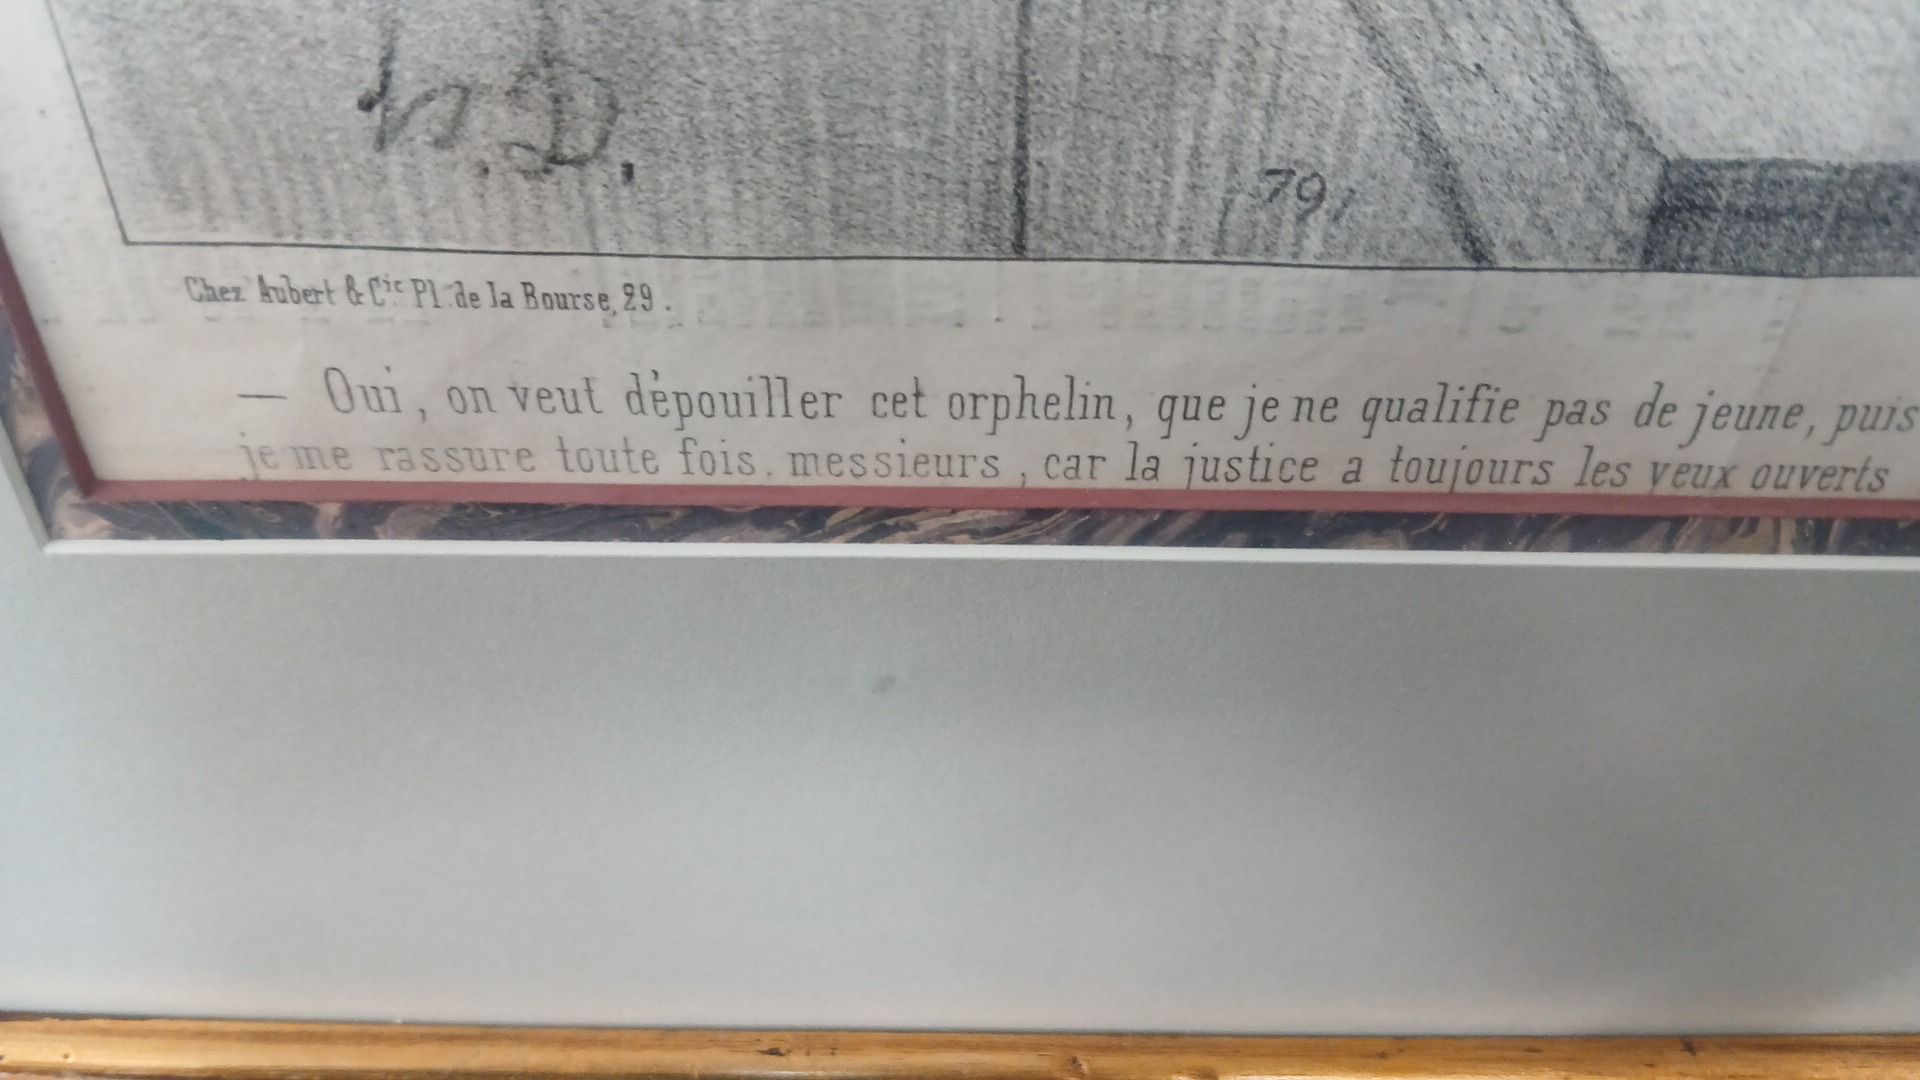 h.D.
791
Chez Aubert & Cie Pl. de la Bourse, 29.
— Oui, on veut dépouiller cet orphelin, que je ne qualifie pas de jeune, puis
je me rassure toute fois, messieurs, car la justice a toujours les yeux ouverts